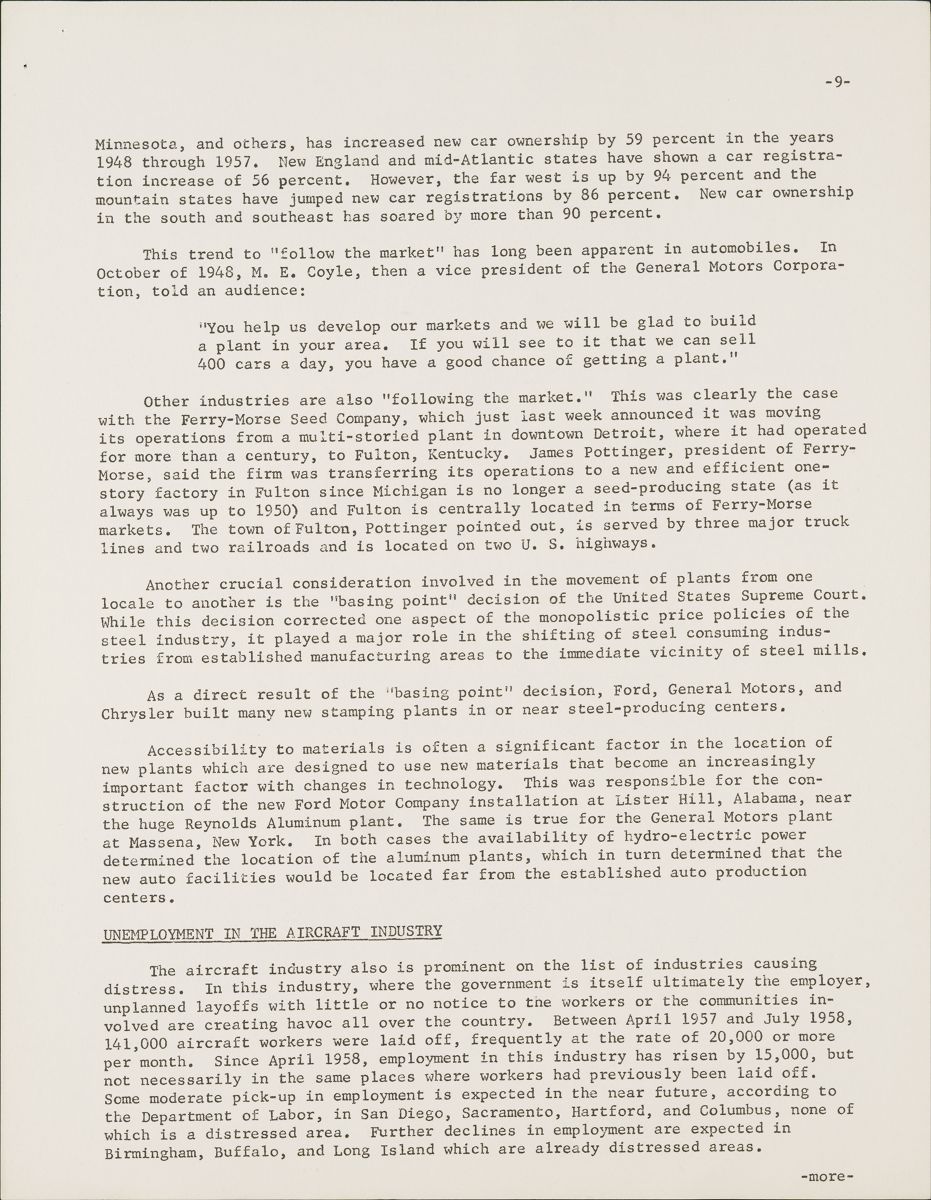 -9-
Minnesota, and others, has increased new car ownership by 59 percent in the years
1948 through 1957. New England and mid-Atlantic states have shown a car registra-
tion increase of 56 percent. However, the far west is up by 94 percent and the
mountain states have jumped new car registrations by 86 percent. New car ownership
in the south and southeast has soared by more than 90 percent.
This trend to "follow the market" has long been apparent in automobiles. In
October of 1948, M. E. Coyle, then a vice president of the General Motors Corpora-
tion, told an audience:
"You help us develop our markets and we will be glad to build
a plant in your area. If you will see to it that we can sell
400 cars a day, you have a good chance of getting a plant."
Other industries are also "following the market." This was clearly the case
with the Ferry-Morse Seed Company, which just last week announced it was moving
its operations from a multi-storied plant in downtown Detroit, where it had operated
for more than a century, to Fulton, Kentucky. James Pottinger, president of Ferry-
Morse, said the firm was transferring its operations to a new and efficient one-
story factory in Fulton since Michigan is no longer a seed-producing state (as it
always was up to 1950) and Fulton is centrally located in terms of Ferry-Morse
markets. The town of Fulton, Pottinger pointed out, is served by three major truck
lines and two railroads and is located on two U. S. highways.
Another crucial consideration involved in the movement of plants from one
locale to another is the "basing point" decision of the United States Supreme Court.
While this decision corrected one aspect of the monopolistic price policies of the
steel industry, it played a major role in the shifting of steel consuming indus-
tries from established manufacturing areas to the immediate vicinity of steel mills.
As a direct result of the "basing point" decision, Ford, General Motors, and
Chrysler built many new stamping plants in or near steel-producing centers.
Accessibility to materials is often a significant factor in the location of
new plants which are designed to use new materials that become an increasingly
important factor with changes in technology. This was responsible for the con-
struction of the new Ford Motor Company installation at Lister Hill, Alabama, near
the huge Reynolds Aluminum plant. The same is true for the General Motors plant
at Massena, New York. In both cases the availability of hydro-electric power
determined the location of the aluminum plants, which in turn determined that the
new auto facilities would be located far from the established auto production
centers.
UNEMPLOYMENT IN THE AIRCRAFT INDUSTRY
The aircraft industry also is prominent on the list of industries causing
distress. In this industry, where the government is itself ultimately the employer,
unplanned layoffs with little or no notice to the workers or the communities in-
volved are creating havoc all over the country. Between April 1957 and July 1958,
141,000 aircraft workers were laid off, frequently at the rate of 20,000 or more
per month. Since April 1958, employment in this industry has risen by 15,000, but
not necessarily in the same places where workers had previously been laid off.
Some moderate pick-up in employment is expected in the near future, according to
the Department of Labor, in San Diego, Sacramento, Hartford, and Columbus, none of
which is a distressed area. Further declines in employment are expected in
Birmingham, Buffalo, and Long Island which are already distressed areas.
-more-